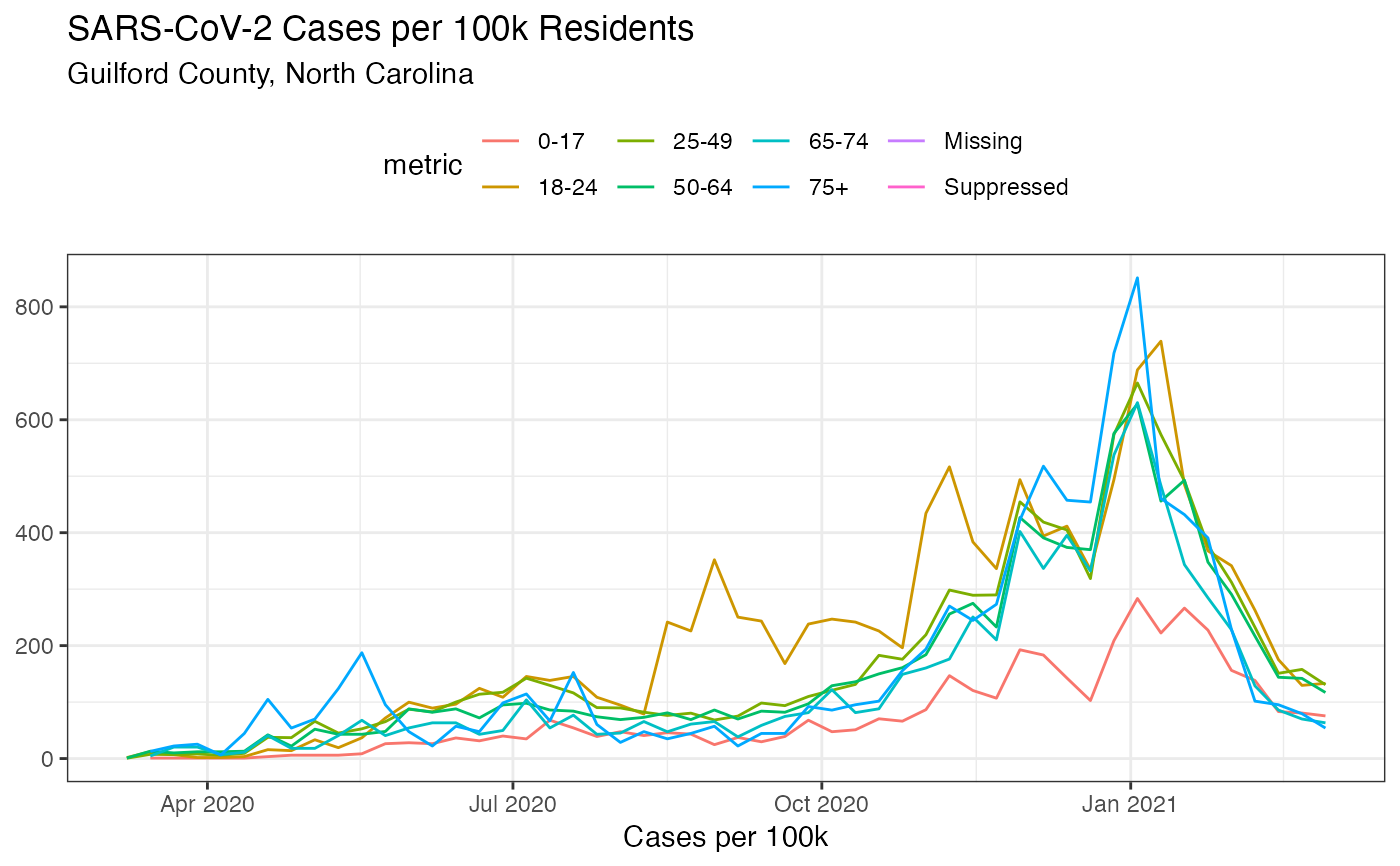 SARS-CoV-2 Cases per 100k Residents
Guilford County, North Carolina
metric
0-17 25-49 65-74 Missing
18-24 50-64 75+ Suppressed
800
600
400
200
0
Apr 2020 Jul 2020 Oct 2020 Jan 2021
Cases per 100k